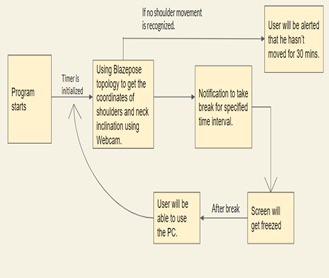 If no shoulder movement
is recognized.
User will be alerted
that he hasn't
moved for 30 mins.
Program
starts
Timer is
initialized
Using Blazepose
topology to get the
coordinates of
shoulders and neck
inclination using
Webcam.
Notification to take
break for specified
time interval.
User will be
able to use
the PC.
After break
Screen will
get freezed